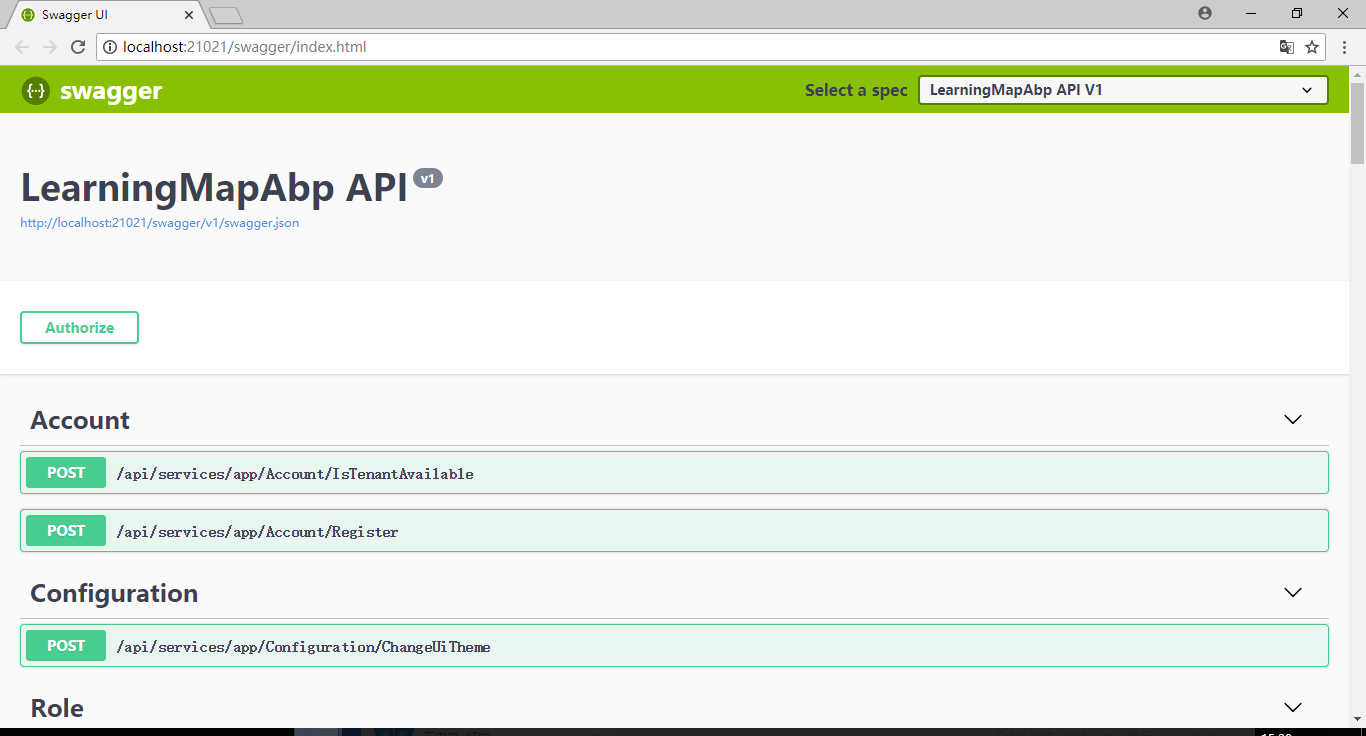 Swagger UI
localhost:21021/swagger/index.html
swagger
Select a spec
LearningMapAbp API V1
LearningMapAbp API v1
http://localhost:21021/swagger/v1/swagger.json
Authorize
Account
POST /api/services/app/Account/IsTenantAvailable
POST /api/services/app/Account/Register
Configuration
POST /api/services/app/Configuration/ChangeUiTheme
Role